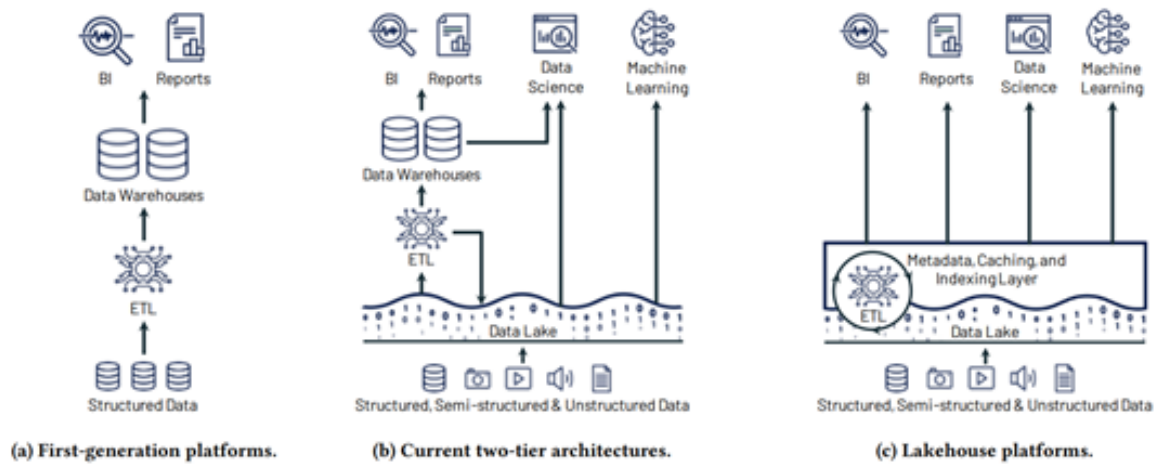 BI
Reports
Data Warehouses
ETL
Structured Data
(a) First-generation platforms.
BI
Reports
Data
Science
Machine
Learning
Data Warehouses
ETL
Data Lake
Structured, Semi-structured & Unstructured Data
(b) Current two-tier architectures.
BI
Reports
Data
Science
Machine
Learning
Metadata, Caching, and
Indexing Layer
ETL
Data Lake
Structured, Semi-structured & Unstructured Data
(c) Lakehouse platforms.